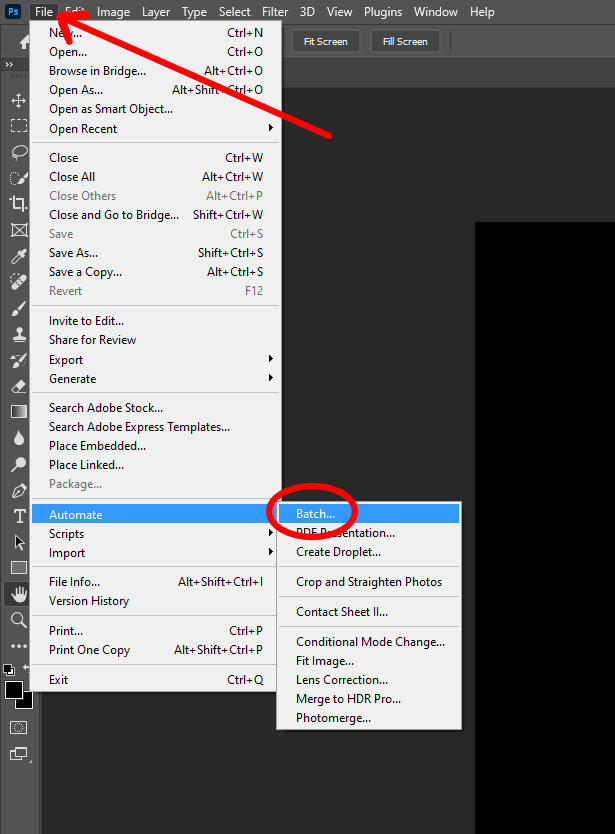 Ps File Edit Image Layer Type Select Filter 3D View Plugins Window Help
Fit Screen Fill Screen
New... Ctrl+N
Open... Ctrl+O
Browse in Bridge... Alt+Ctrl+O
Open As... Alt+Shift+Ctrl+O
Open as Smart Object...
Open Recent
Close Ctrl+W
Close All Alt+Ctrl+W
Close Others Alt+Ctrl+P
Close and Go to Bridge... Shift+Ctrl+W
Save Ctrl+S
Save As... Shift+Ctrl+S
Save a Copy... Alt+Ctrl+S
Revert F12
Invite to Edit...
Share for Review
Export
Generate
Search Adobe Stock...
Search Adobe Express Templates...
Place Embedded...
Place Linked...
Package...
Automate
Scripts
Import
File Info... Alt+Shift+Ctrl+I
Version History
Print... Ctrl+P
Print One Copy Alt+Shift+Ctrl+P
Exit Ctrl+Q
Batch...
PDF Presentation...
Create Droplet...
Crop and Straighten Photos
Contact Sheet II...
Conditional Mode Change...
Fit Image...
Lens Correction...
Merge to HDR Pro...
Photomerge...